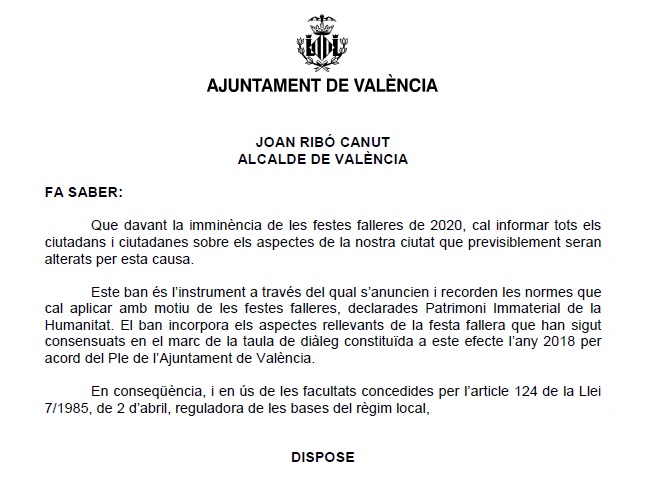 AJUNTAMENT DE VALÈNCIA
JOAN RIBÓ CANUT
ALCALDE DE VALÈNCIA
FA SABER:
Que davant la imminència de les festes falleres de 2020, cal informar tots els
ciutadans i ciutadanes sobre els aspectes de la nostra ciutat que previsiblement seran
alterats per esta causa.
Este ban és l’instrument a través del qual s’anuncien i recorden les normes que
cal aplicar amb motiu de les festes falleres, declarades Patrimoni Immaterial de la
Humanitat. El ban incorpora els aspectes rellevants de la festa fallera que han sigut
consensuats en el marc de la taula de diàleg constituïda a este efecte l’any 2018 per
acord del Ple de l’Ajuntament de València.
En conseqüència, i en ús de les facultats concedides per l’article 124 de la Llei
7/1985, de 2 d’abril, reguladora de les bases del règim local,
DISPOSE